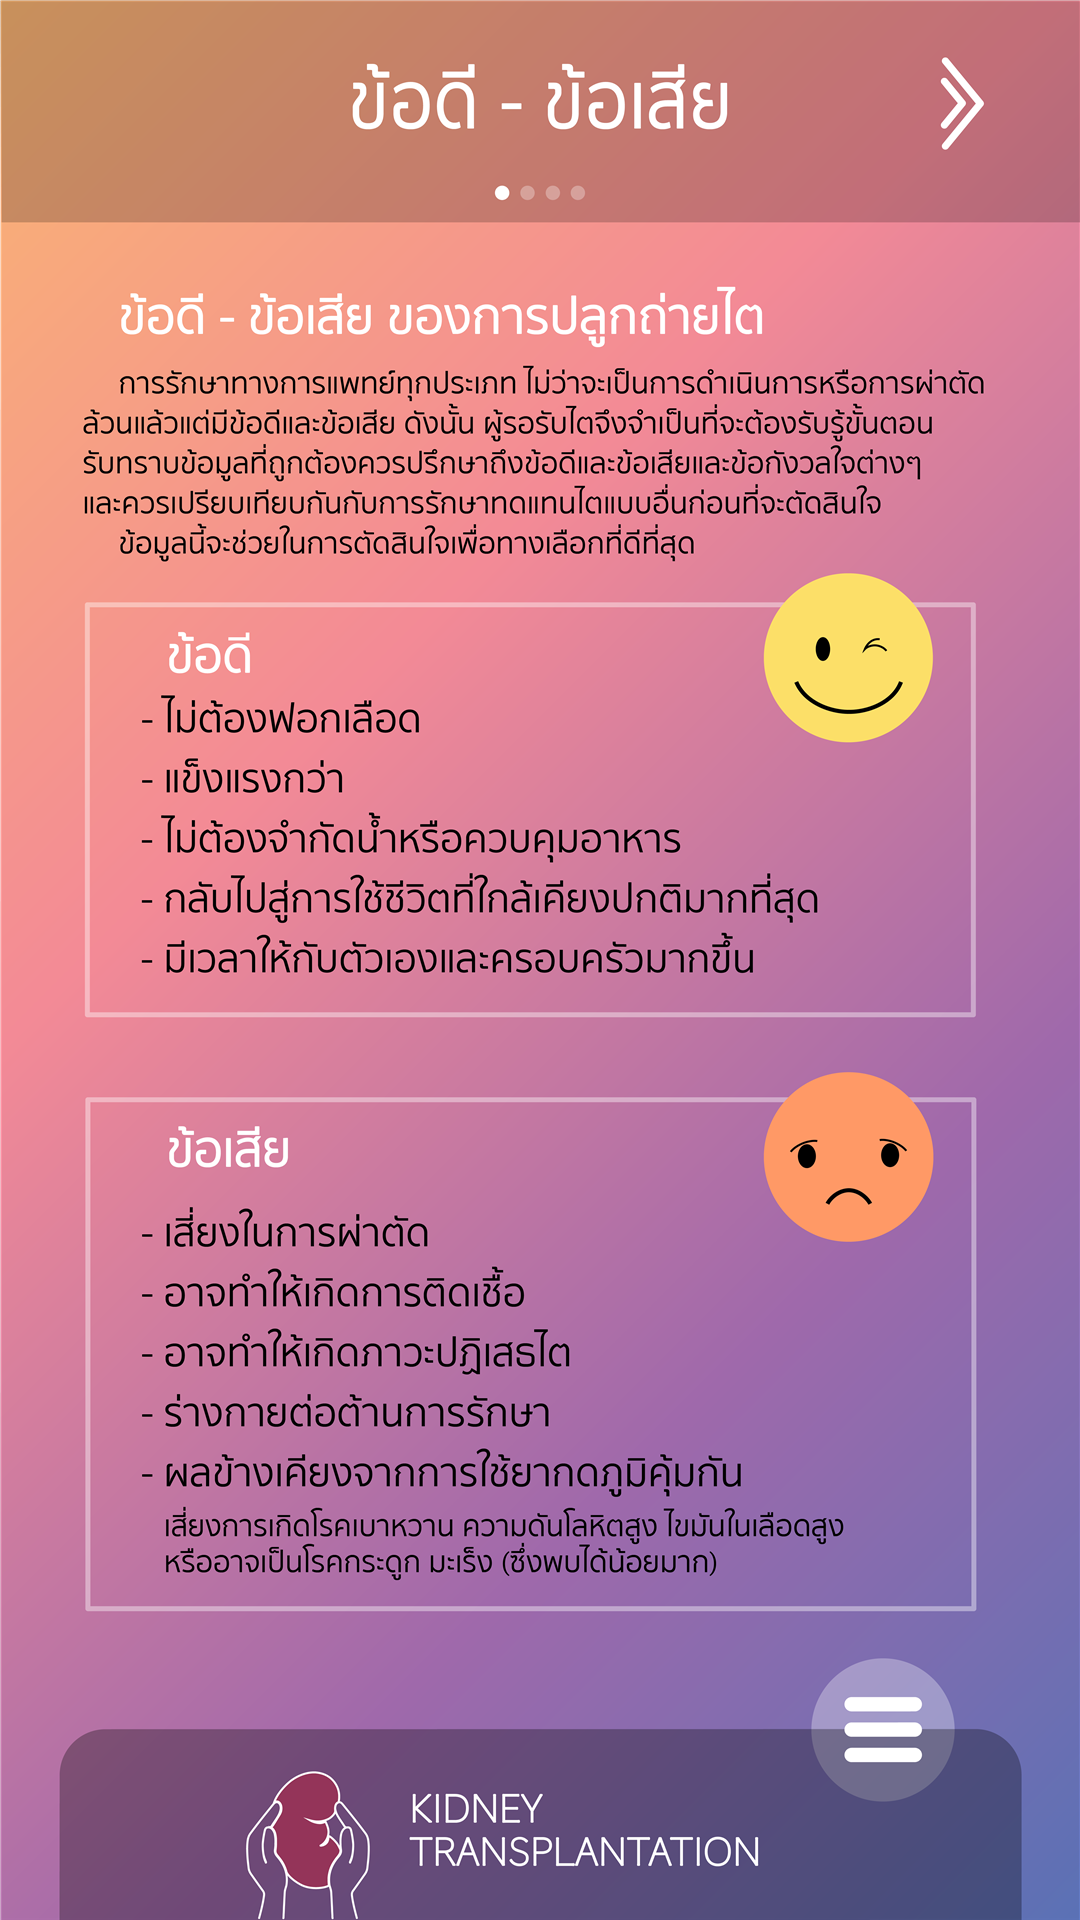 ข้อดี - ข้อเสีย
ข้อดี - ข้อเสีย ของการปลูกถ่ายไต
การรักษาทางการแพทย์ทุกประเภท ไม่ว่าจะเป็นการดำเนินการหรือการผ่าตัด
ล้วนแล้วแต่มีข้อดีและข้อเสีย ดังนั้น ผู้รอรับไตจึงจำเป็นที่จะต้องรับรู้ขั้นตอน
รับทราบข้อมูลที่ถูกต้องควรปรึกษาถึงข้อดีและข้อเสียและข้อกังวลใจต่างๆ
และควรเปรียบเทียบกันกับการรักษาทดแทนไตแบบอื่นก่อนที่จะตัดสินใจ
ข้อมูลนี้จะช่วยในการตัดสินใจเพื่อทางเลือกที่ดีที่สุด
ข้อดี
- ไม่ต้องฟอกเลือด
- แข็งแรงกว่า
- ไม่ต้องจำกัดน้ำหรือควบคุมอาหาร
- กลับไปสู่การใช้ชีวิตที่ใกล้เคียงปกติมากที่สุด
- มีเวลาให้กับตัวเองและครอบครัวมากขึ้น
ข้อเสีย
- เสี่ยงในการผ่าตัด
- อาจทำให้เกิดการติดเชื้อ
- อาจทำให้เกิดภาวะปฏิเสธไต
- ร่างกายต่อต้านการรักษา
- ผลข้างเคียงจากการใช้ยากดภูมิคุ้มกัน
เสี่ยงการเกิดโรคเบาหวาน ความดันโลหิตสูง ไขมันในเลือดสูง
หรืออาจเป็นโรคกระดูก มะเร็ง (ซึ่งพบได้น้อยมาก)
KIDNEY
TRANSPLANTATION